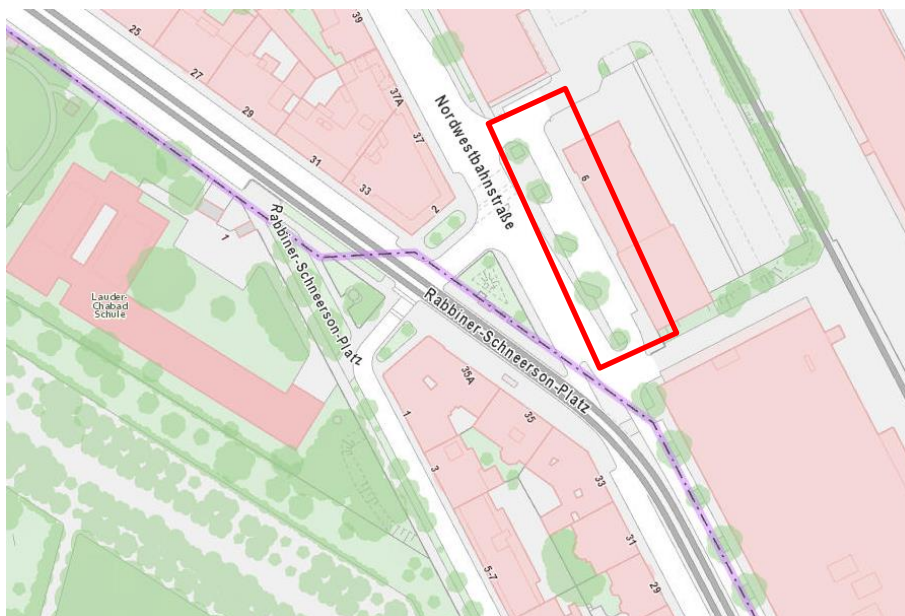 25
39
27
37A
29
Nordwestbahnstraße
37
31
6
33
2
1
Rabbiner-Schneerson-Platz
Lauder-
Chabad
Schule
Rabbiner-Schneerson-Platz
35A
1
35
3
33
31
5-7
29